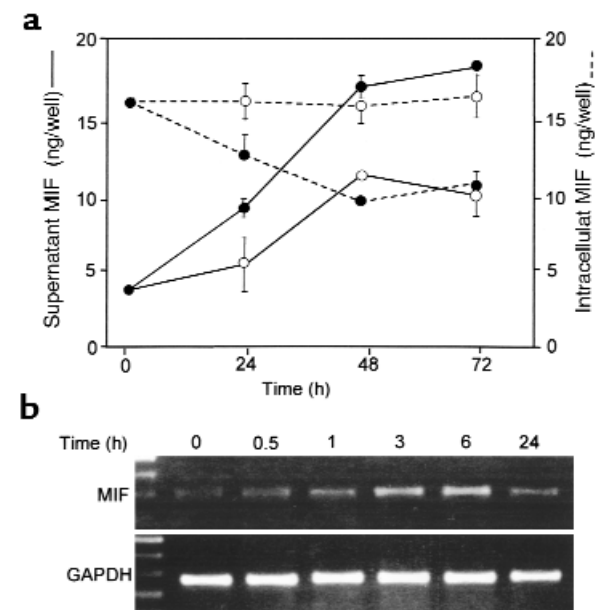 a
20 20
15 15
10 10
5 5
0 0
Supernatant MIF (ng/well)
Intracellulat MIF (ng/well)
0 24 48 72
Time (h)
b
Time (h) 0 0.5 1 3 6 24
MIF
GAPDH